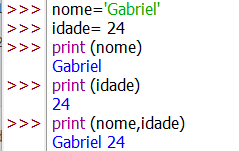 >>> nome='Gabriel'
>>> idade= 24
>>> print (nome)
Gabriel
>>> print (idade)
24
>>> print (nome,idade)
Gabriel 24